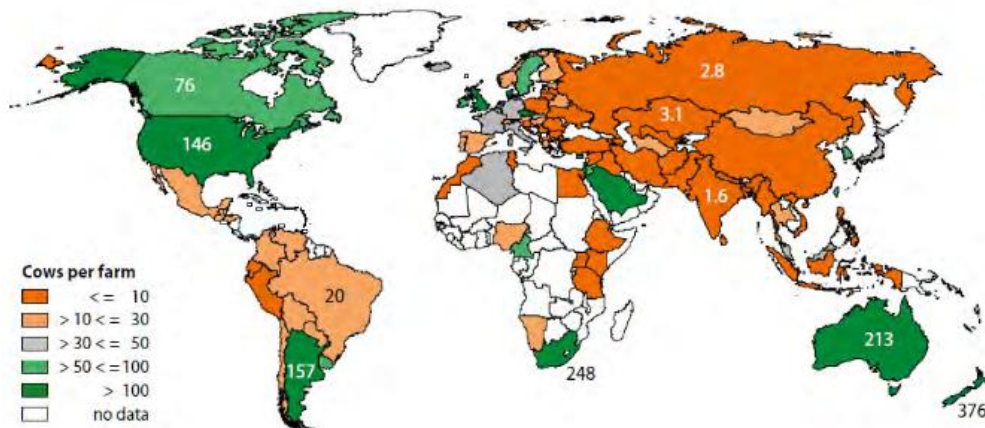 76
146
2.8
3.1
1.6
20
157
248
213
376
Cows per farm
< = 10
> 10 < = 30
> 30 < = 50
> 50 < =100
> 100
no data